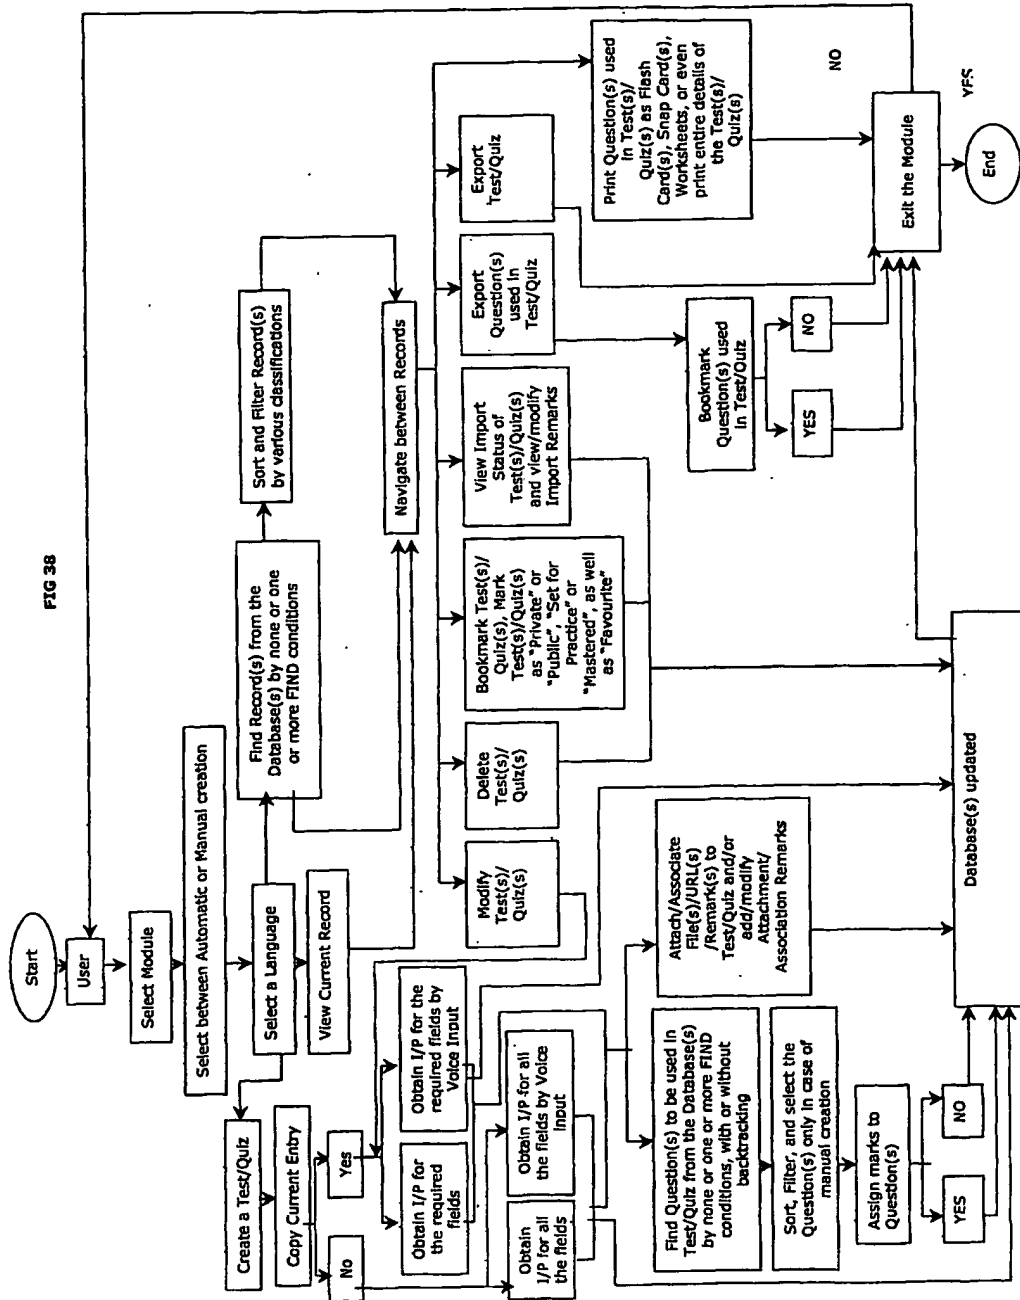 FIG 38
Start
User
Select Module
Select between Automatic or Manual creation
Select a Language
View Current Record
Find Record(s) from the
Database(s) by none or one
or more FIND conditions
Sort and Filter Record(s)
by various classifications
Create a Test/Quiz
Copy Current Entry
No
Yes
Navigate between Records
Obtain I/P for
the required
fields
Obtain I/P for the
required fields by
Voice Input
Modify
Test(s)/
Quiz(s)
Delete
Test(s)/
Quiz(s)
Bookmark Test(s)/
Quiz(s), Mark
Test(s)/Quiz(s)
as "Private" or
"Public", "Set for
Practice" or
"Mastered", as well
as "Favourite"
View Import
Status of
Test(s)/Quiz(s)
and view/modify
Import Remarks
Export
Question(s)
used in
Test/Quiz
Export
Test/Quiz
Print Question(s) used
in Test(s)/
Quiz(s) as Flash
Card(s), Snap Card(s),
Worksheets, or even
print entire details of
the Test(s)/
Quiz(s)
Obtain
I/P for all
the fields
Obtain I/P for all
the fields by Voice
Input
Find Question(s) to be used in
Test/Quiz from the Database(s)
by none or one or more FIND
conditions, with or without
backtracking
Attach/Associate
File(s)/URL(s)
/Remark(s) to
Test/Quiz and/or
add/modify
Attachment/
Association Remarks
Bookmark
Question(s) used
in Test/Quiz
YES
NO
Sort, Filter, and select the
Question(s) only in case of
manual creation
Assign marks to
Question(s)
YES
NO
Database(s) updated
Exit the Module
NO
YES
End